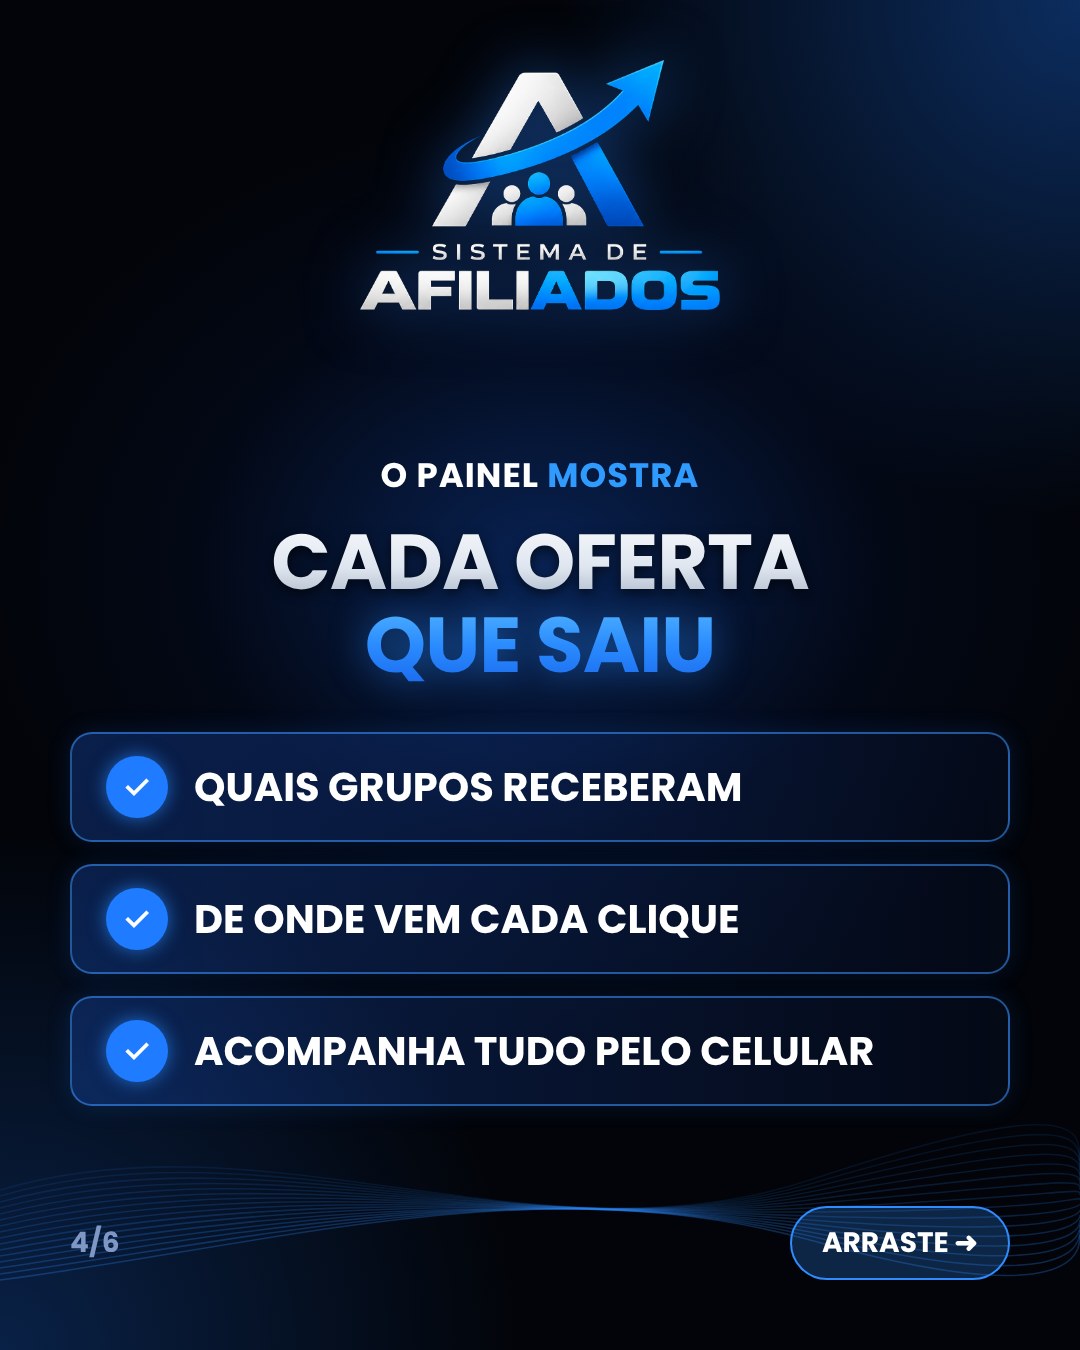 SISTEMA DE
AFILIADOS
O PAINEL MOSTRA
CADA OFERTA
QUE SAIU
QUAIS GRUPOS RECEBERAM
DE ONDE VEM CADA CLIQUE
ACOMPANHA TUDO PELO CELULAR
4/6
ARRASTE →